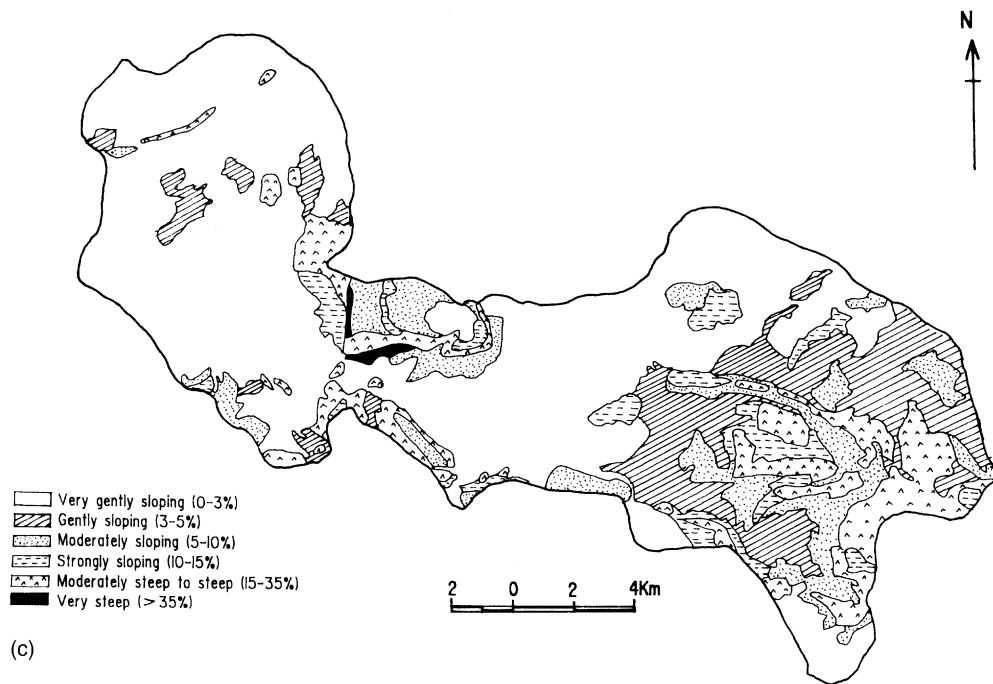 N
Very gently sloping (0–3%)
Gently sloping (3–5%)
Moderately sloping (5–10%)
Strongly sloping (10–15%)
Moderately steep to steep (15–35%)
Very steep (> 35%)
2 0 2 4Km
(c)